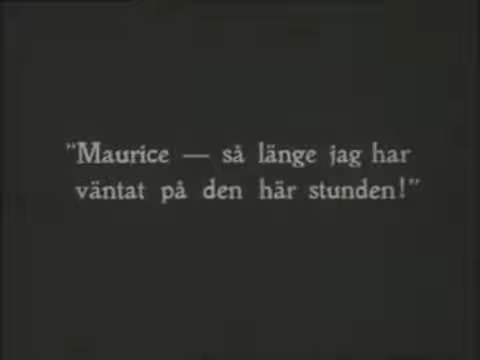 "Maurice — så länge jag har
väntat på den här stunden!"